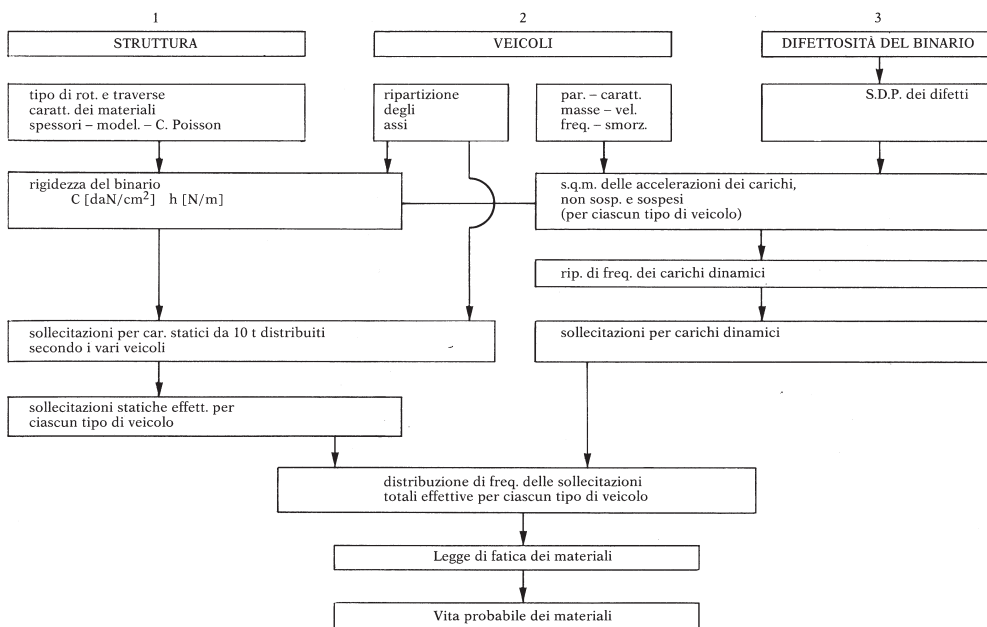 1
2
3
STRUTTURA
VEICOLI
DIFETTOSITÀ DEL BINARIO
tipo di rot. e traverse
caratt. dei materiali
spessori – model. – C. Poisson
ripartizione
degli
assi
par. – caratt.
masse – vel.
freq. – smorz.
S.D.P. dei difetti
rigidezza del binario
C [daN/cm²] h [N/m]
s.q.m. delle accelerazioni dei carichi,
non sosp. e sospesi
(per ciascun tipo di veicolo)
rip. di freq. dei carichi dinamici
sollecitazioni per car. statici da 10 t distribuiti
secondo i vari veicoli
sollecitazioni per carichi dinamici
sollecitazioni statiche effett. per
ciascun tipo di veicolo
distribuzione di freq. delle sollecitazioni
totali effettive per ciascun tipo di veicolo
Legge di fatica dei materiali
Vita probabile dei materiali